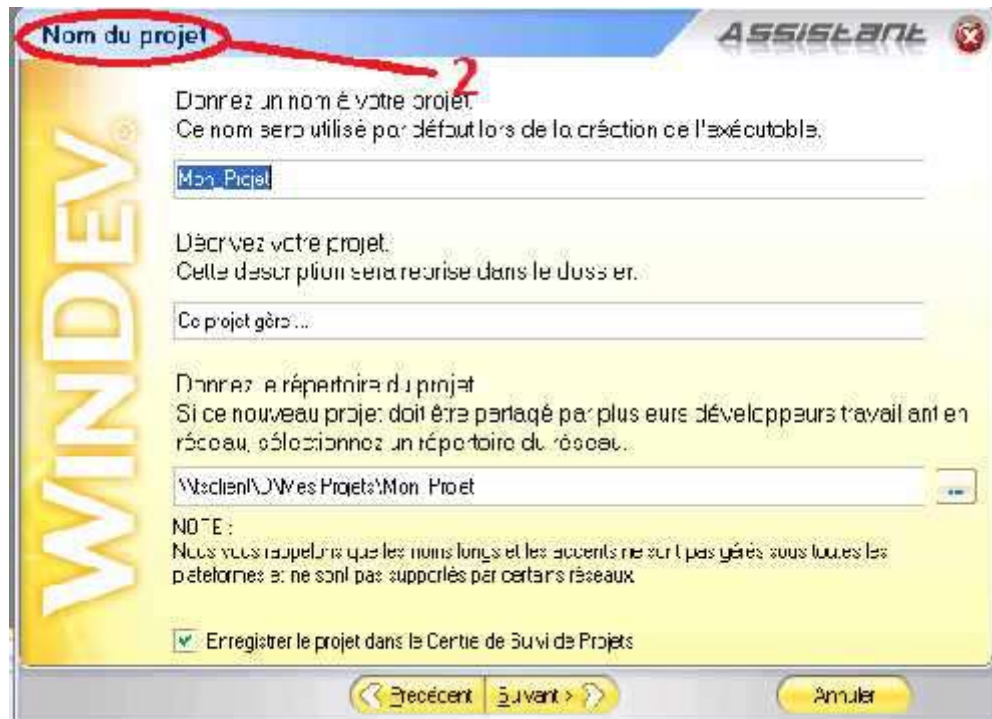 Nom du projet
ASSISTANT
2
Donnez un nom à votre projet.
Ce nom sera utilisé par défaut lors de la création de l'exécutable.
Mon_Projet
Décrivez votre projet.
Cette description sera reprise dans le dossier.
Ce projet gère ...
Donnez le répertoire du projet
Si ce nouveau projet doit être partagé par plusieurs développeurs travaillant en
réseau, sélectionnez un répertoire du réseau.
\\tsclient\D\Mes Projets\Mon_Projet
...
NOTE :
Nous vous rappelons que les noms longs et les accents ne sont pas gérés sous toutes les
plateformes et ne sont pas supportés par certains réseaux.
Enregistrer le projet dans le Centre de Suivi de Projets
WINDEV
Précédent
Suivant >
Annuler